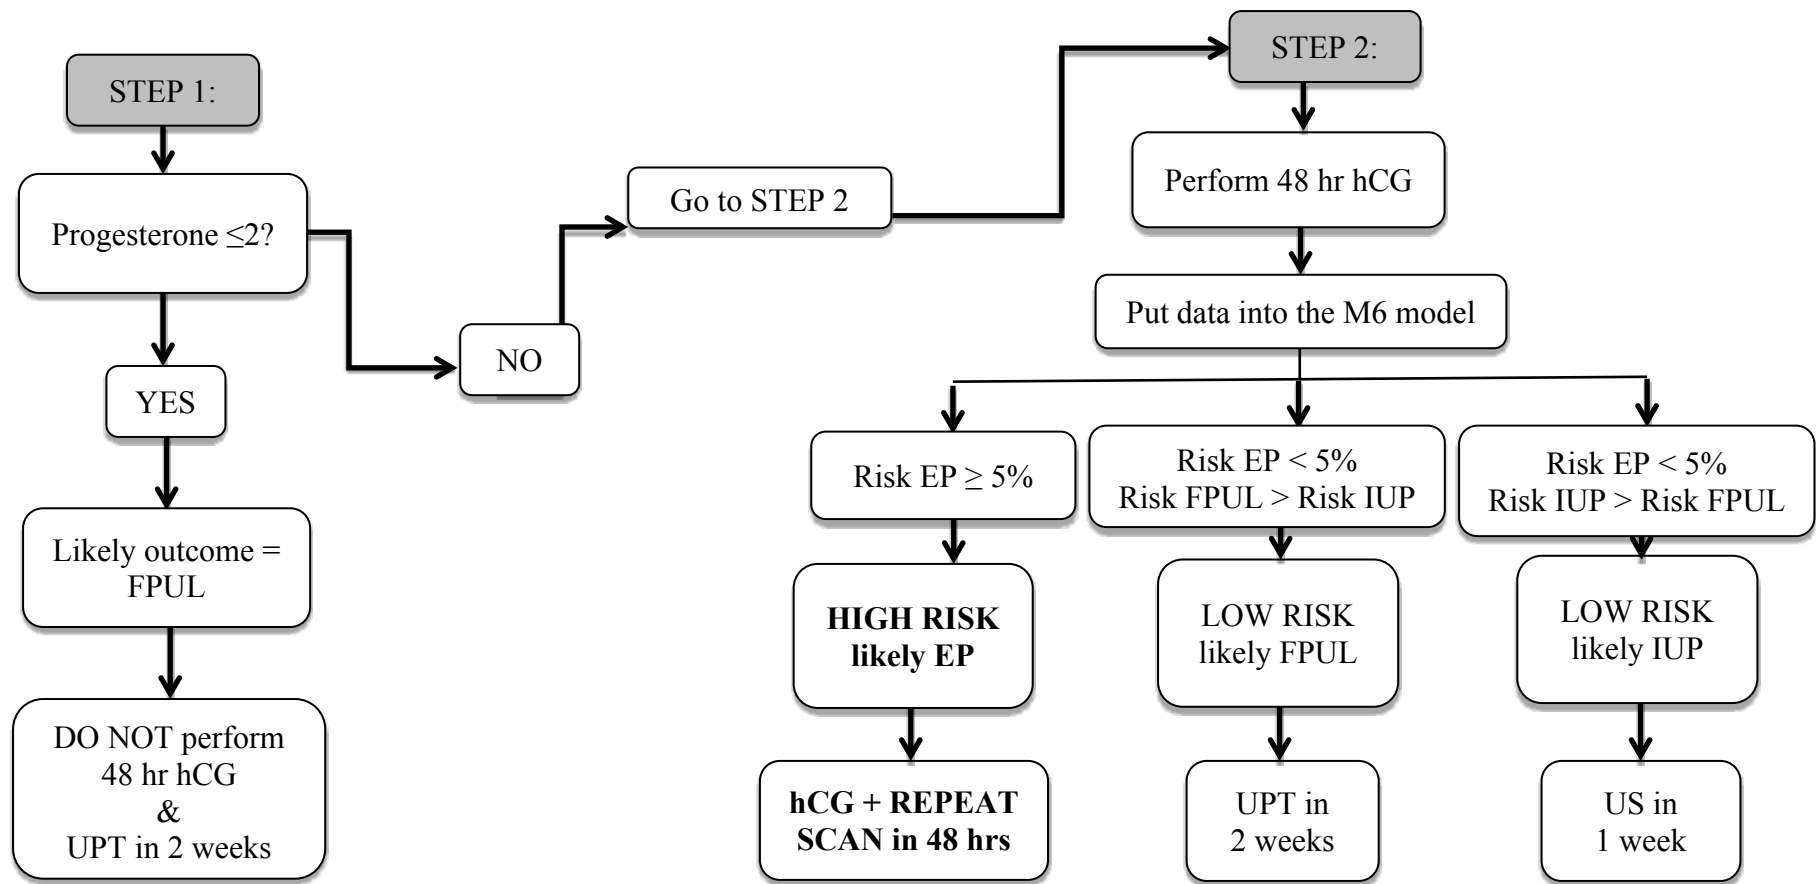 STEP 1:
Progesterone ≤2?
YES
Likely outcome =
FPUL
DO NOT perform
48 hr hCG
&
UPT in 2 weeks
NO
Go to STEP 2
STEP 2:
Perform 48 hr hCG
Put data into the M6 model
Risk EP ≥ 5%
HIGH RISK
likely EP
hCG + REPEAT
SCAN in 48 hrs
Risk EP < 5%
Risk FPUL > Risk IUP
LOW RISK
likely FPUL
UPT in
2 weeks
Risk EP < 5%
Risk IUP > Risk FPUL
LOW RISK
likely IUP
US in
1 week